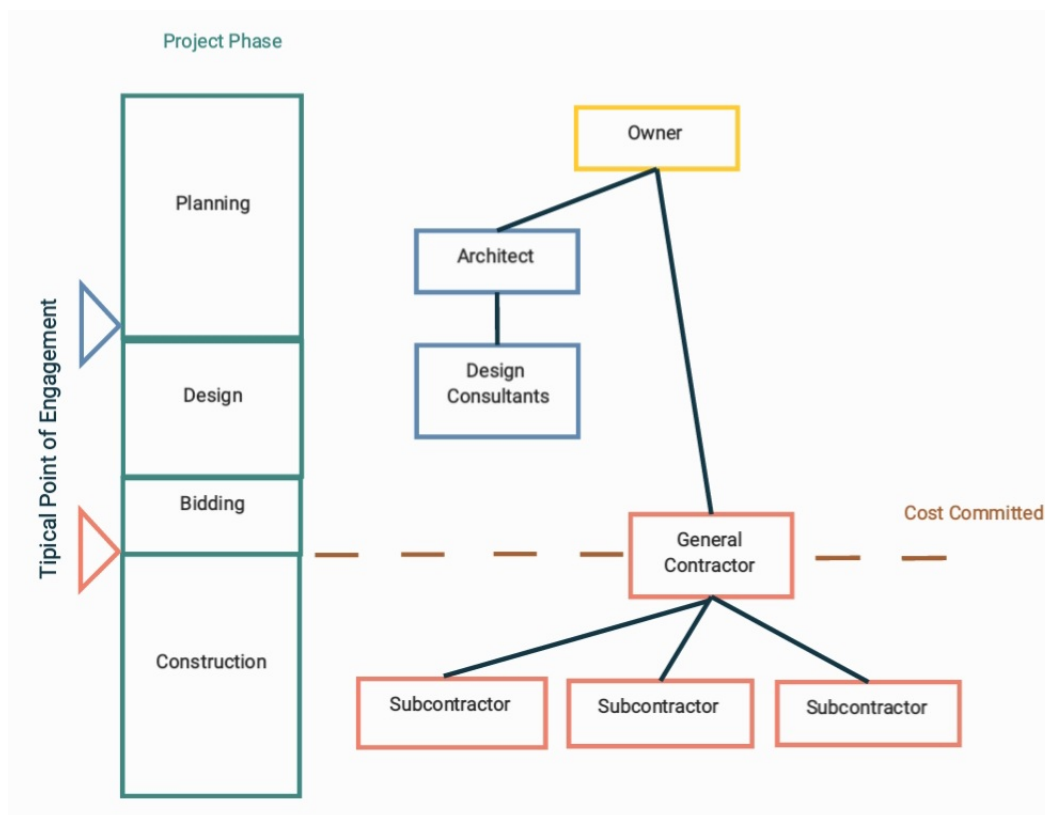 Project Phase
Planning
Design
Bidding
Construction
Tipical Point of Engagement
Owner
Architect
Design
Consultants
General
Contractor
Cost Committed
Subcontractor
Subcontractor
Subcontractor